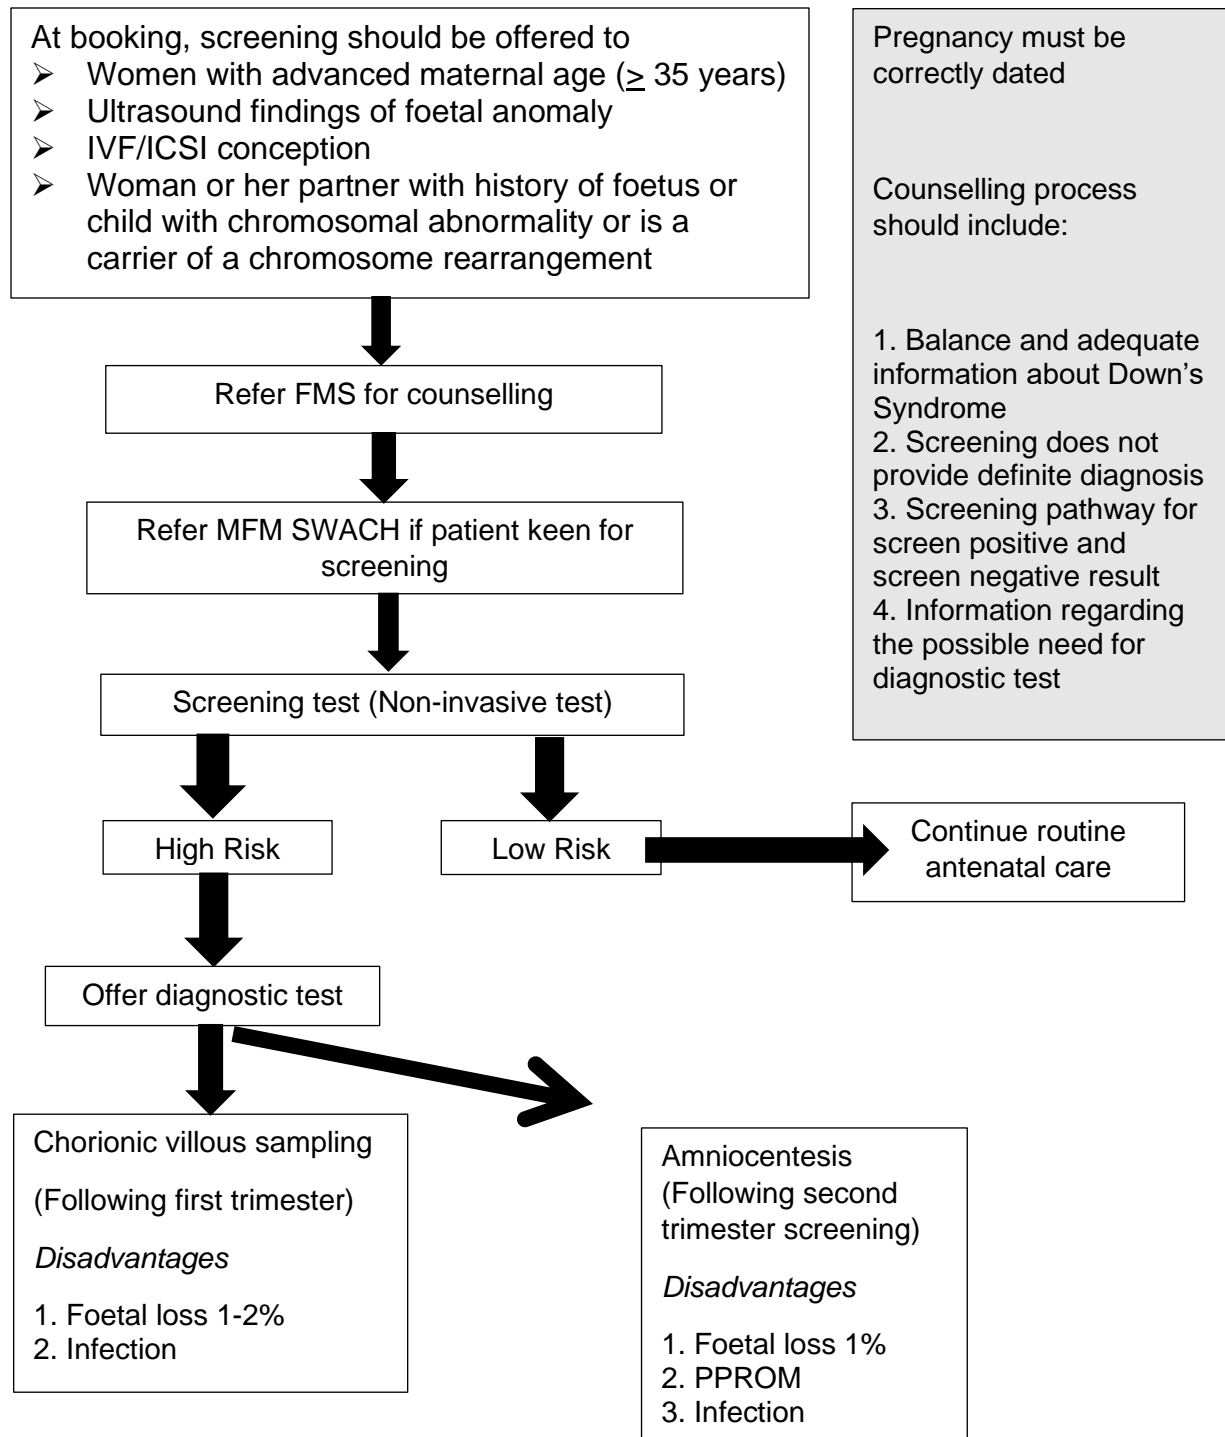 At booking, screening should be offered to
➢ Women with advanced maternal age (≥ 35 years)
➢ Ultrasound findings of foetal anomaly
➢ IVF/ICSI conception
➢ Woman or her partner with history of foetus or
child with chromosomal abnormality or is a
carrier of a chromosome rearrangement
Pregnancy must be
correctly dated
Counselling process
should include:
1. Balance and adequate
information about Down's
Syndrome
2. Screening does not
provide definite diagnosis
3. Screening pathway for
screen positive and
screen negative result
4. Information regarding
the possible need for
diagnostic test
Refer FMS for counselling
Refer MFM SWACH if patient keen for
screening
Screening test (Non-invasive test)
High Risk
Low Risk
Continue routine
antenatal care
Offer diagnostic test
Chorionic villous sampling
(Following first trimester)
Disadvantages
1. Foetal loss 1-2%
2. Infection
Amniocentesis
(Following second
trimester screening)
Disadvantages
1. Foetal loss 1%
2. PPROM
3. Infection